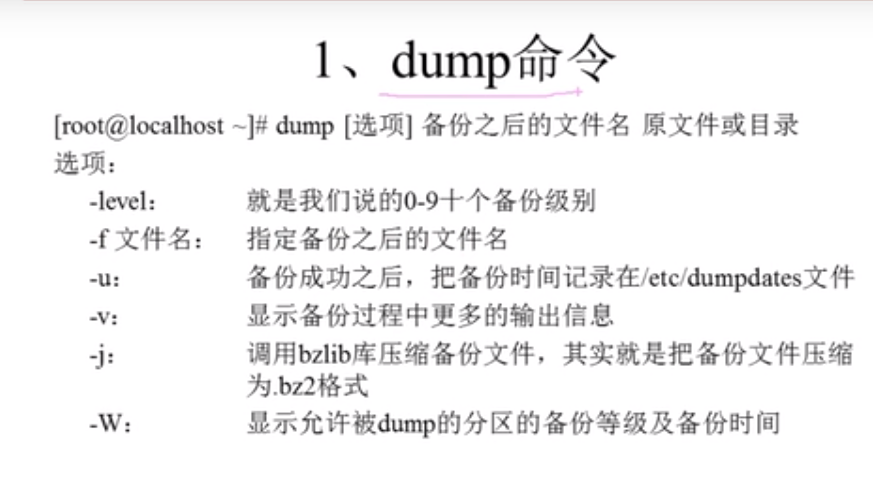 1、dump命令
[root@localhost ~]# dump [选项] 备份之后的文件名 原文件或目录
选项：
-level： 就是我们说的0-9十个备份级别
-f 文件名： 指定备份之后的文件名
-u： 备份成功之后，把备份时间记录在/etc/dumpdates文件
-v： 显示备份过程中更多的输出信息
-j： 调用bzlib库压缩备份文件，其实就是把备份文件压缩
为.bz2格式
-W： 显示允许被dump的分区的备份等级及备份时间